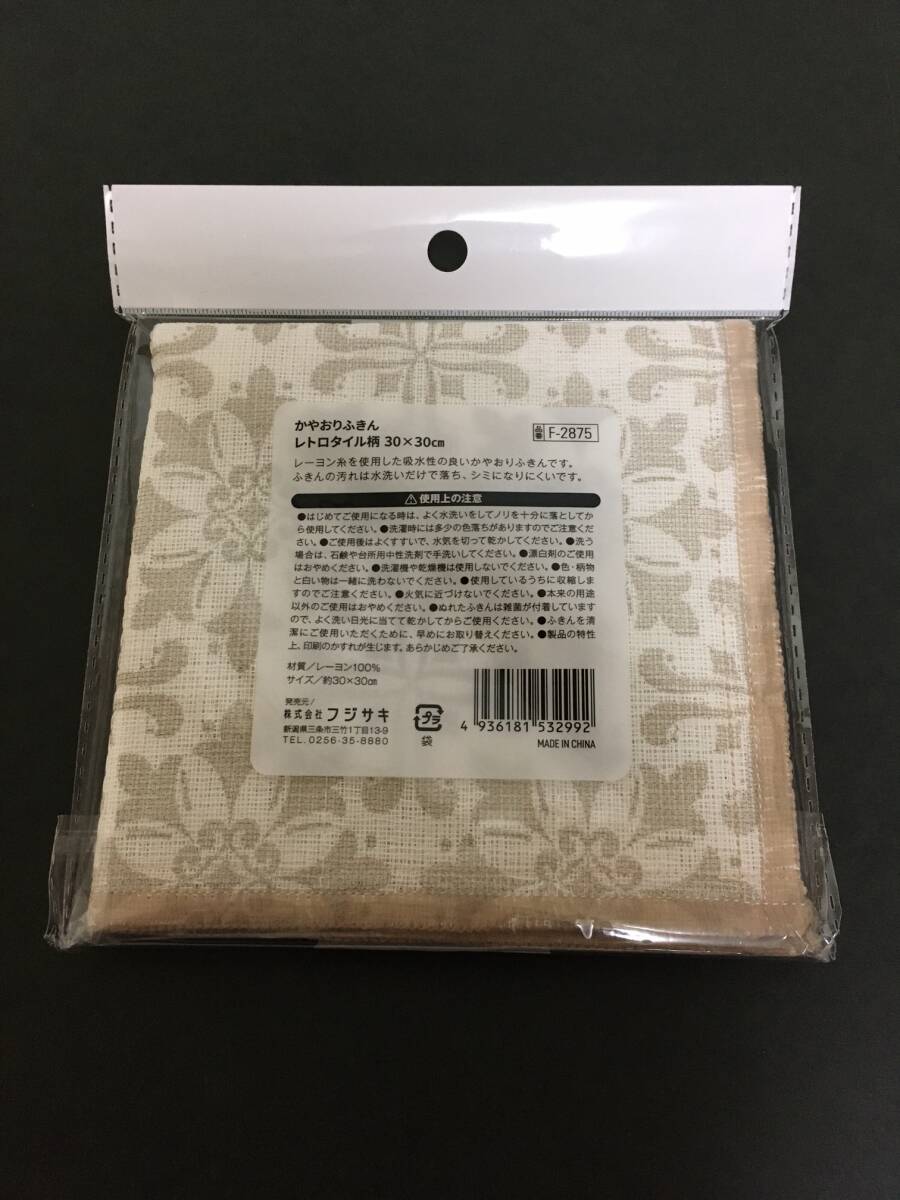 かやおりふきん
レトロタイル柄 30×30㎝
品番 F-2875
レーヨン糸を使用した吸水性の良いかやおりふきんです。
ふきんの汚れは水洗いだけで落ち、シミになりにくいです。
⚠使用上の注意
●はじめてご使用になる時は、よく水洗いをしてノリを十分に落としてか
ら使用してください。●洗濯時には多少の色落ちがありますのでご注意くだ
さい。●ご使用後はよくすすいで、水気を切って乾かしてください。●洗う
場合は、石鹸や台所用中性洗剤で手洗いしてください。●漂白剤のご使用
はおやめください。●洗濯機や乾燥機は使用しないでください。●色・柄物
と白い物は一緒に洗わないでください。●使用しているうちに収縮しま
すのでご注意ください。●火気に近づけないでください。●本来の用途
以外のご使用はおやめください。●ぬれたふきんは雑菌が付着しています
ので、よく洗い日光に当てて乾かしてからご使用ください。●ふきんを清
潔にご使用いただくために、早めにお取り替えください。●製品の特性
上、印刷のかすれが生じます。あらかじめご了承ください。
材質/レーヨン100%
サイズ/約30×30㎝
発売元/
株式会社 フジサキ
新潟県三条市三竹1丁目13-9
TEL.0256-35-8880
プラ
袋
4 936181 532992
MADE IN CHINA